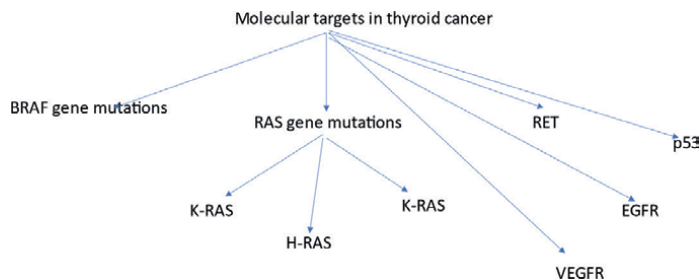 Molecular targets in thyroid cancer
BRAF gene mutations
RAS gene mutations
RET
p53
K-RAS
H-RAS
K-RAS
EGFR
VEGFR